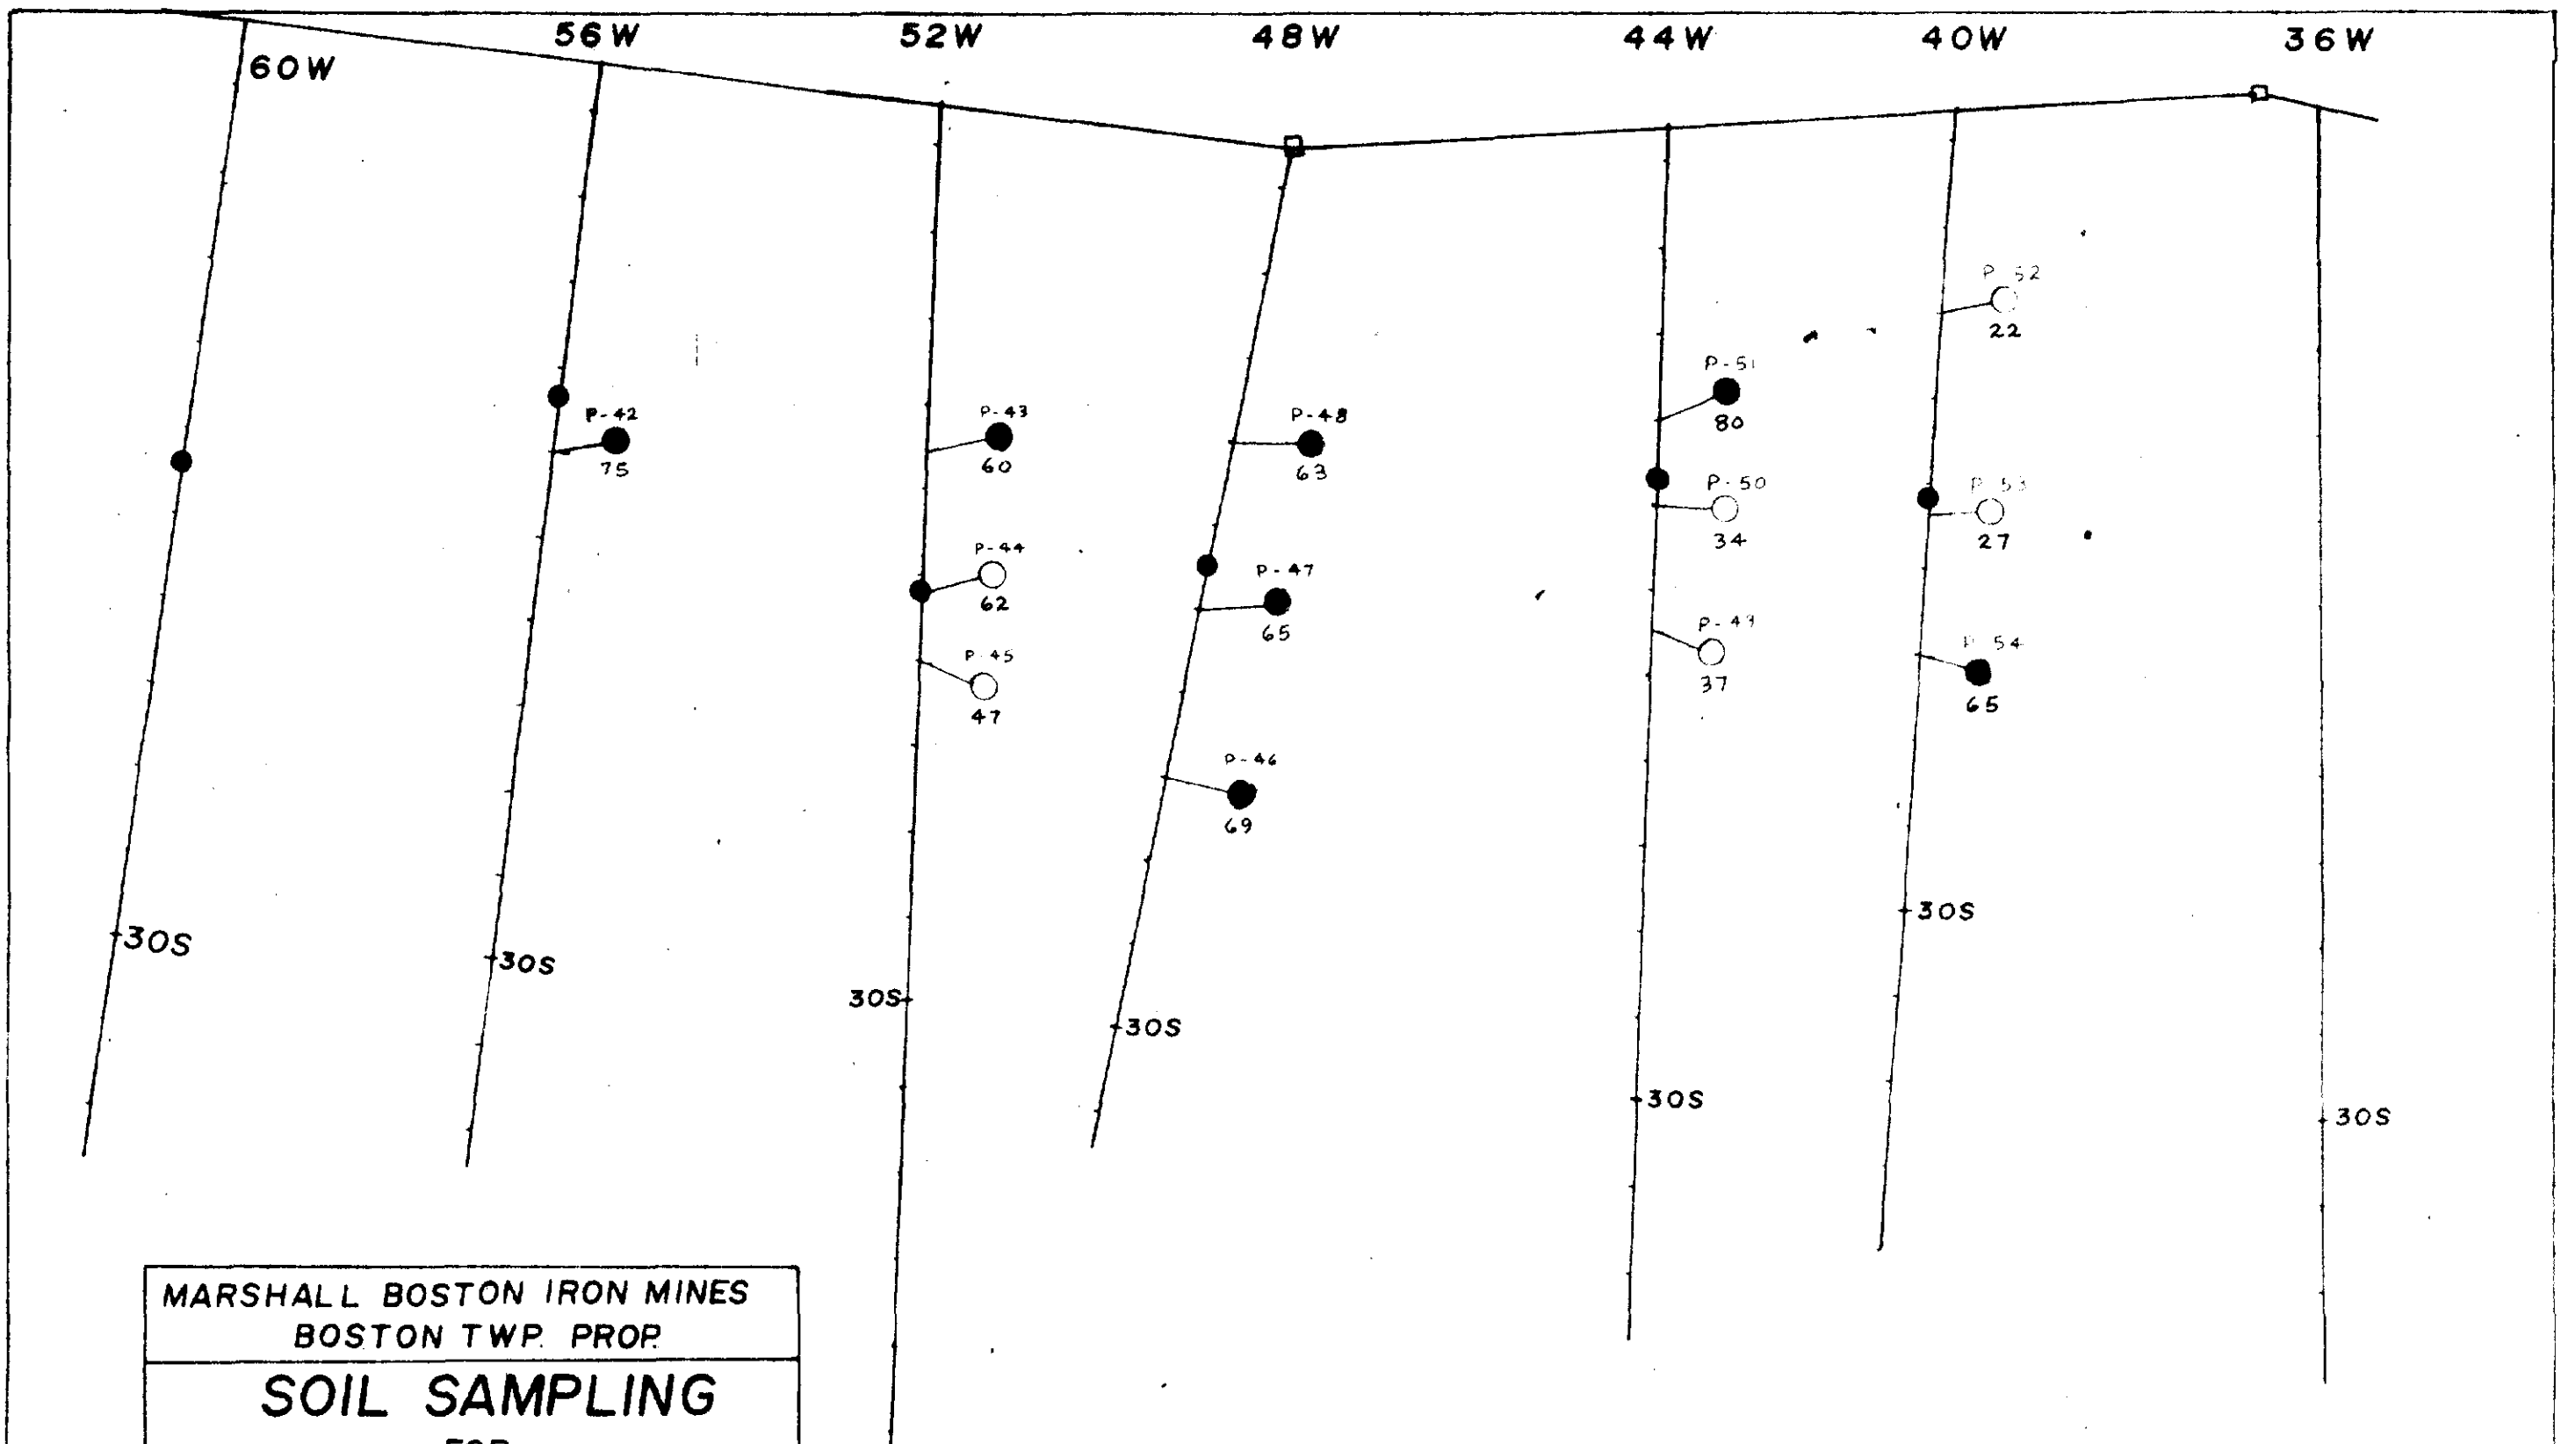 56W 52W 48W 44W 40W 36W
60W
P-52
22
P-51
80
P-42
75
P-43
60
P-48
63
P-50
34
P-53
27
P-44
62
P-47
65
P-49
37
P-54
65
P-45
47
P-46
69
30S
30S
30S
30S
30S
30S
30S
MARSHALL BOSTON IRON MINES
BOSTON TWP. PROP.
SOIL SAMPLING